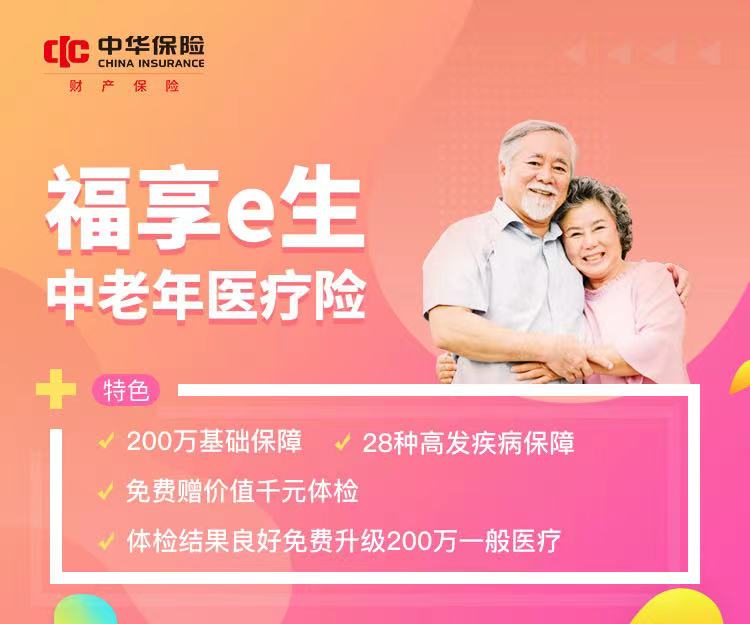 中华保险
CHINA INSURANCE
财产保险
福享e生
中老年医疗险
特色
200万基础保障
28种高发疾病保障
免费赠价值千元体检
体检结果良好免费升级200万一般医疗